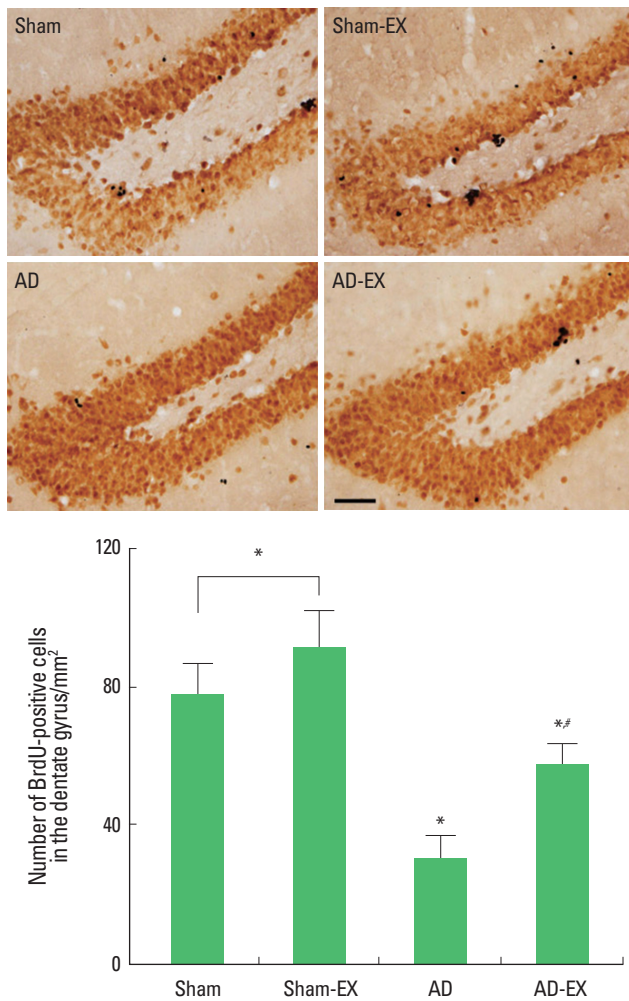 Sham
Sham-EX
AD
AD-EX
Number of BrdU-positive cells
in the dentate gyrus/mm²
120
80
40
0
*
*
*,#
Sham
Sham-EX
AD
AD-EX